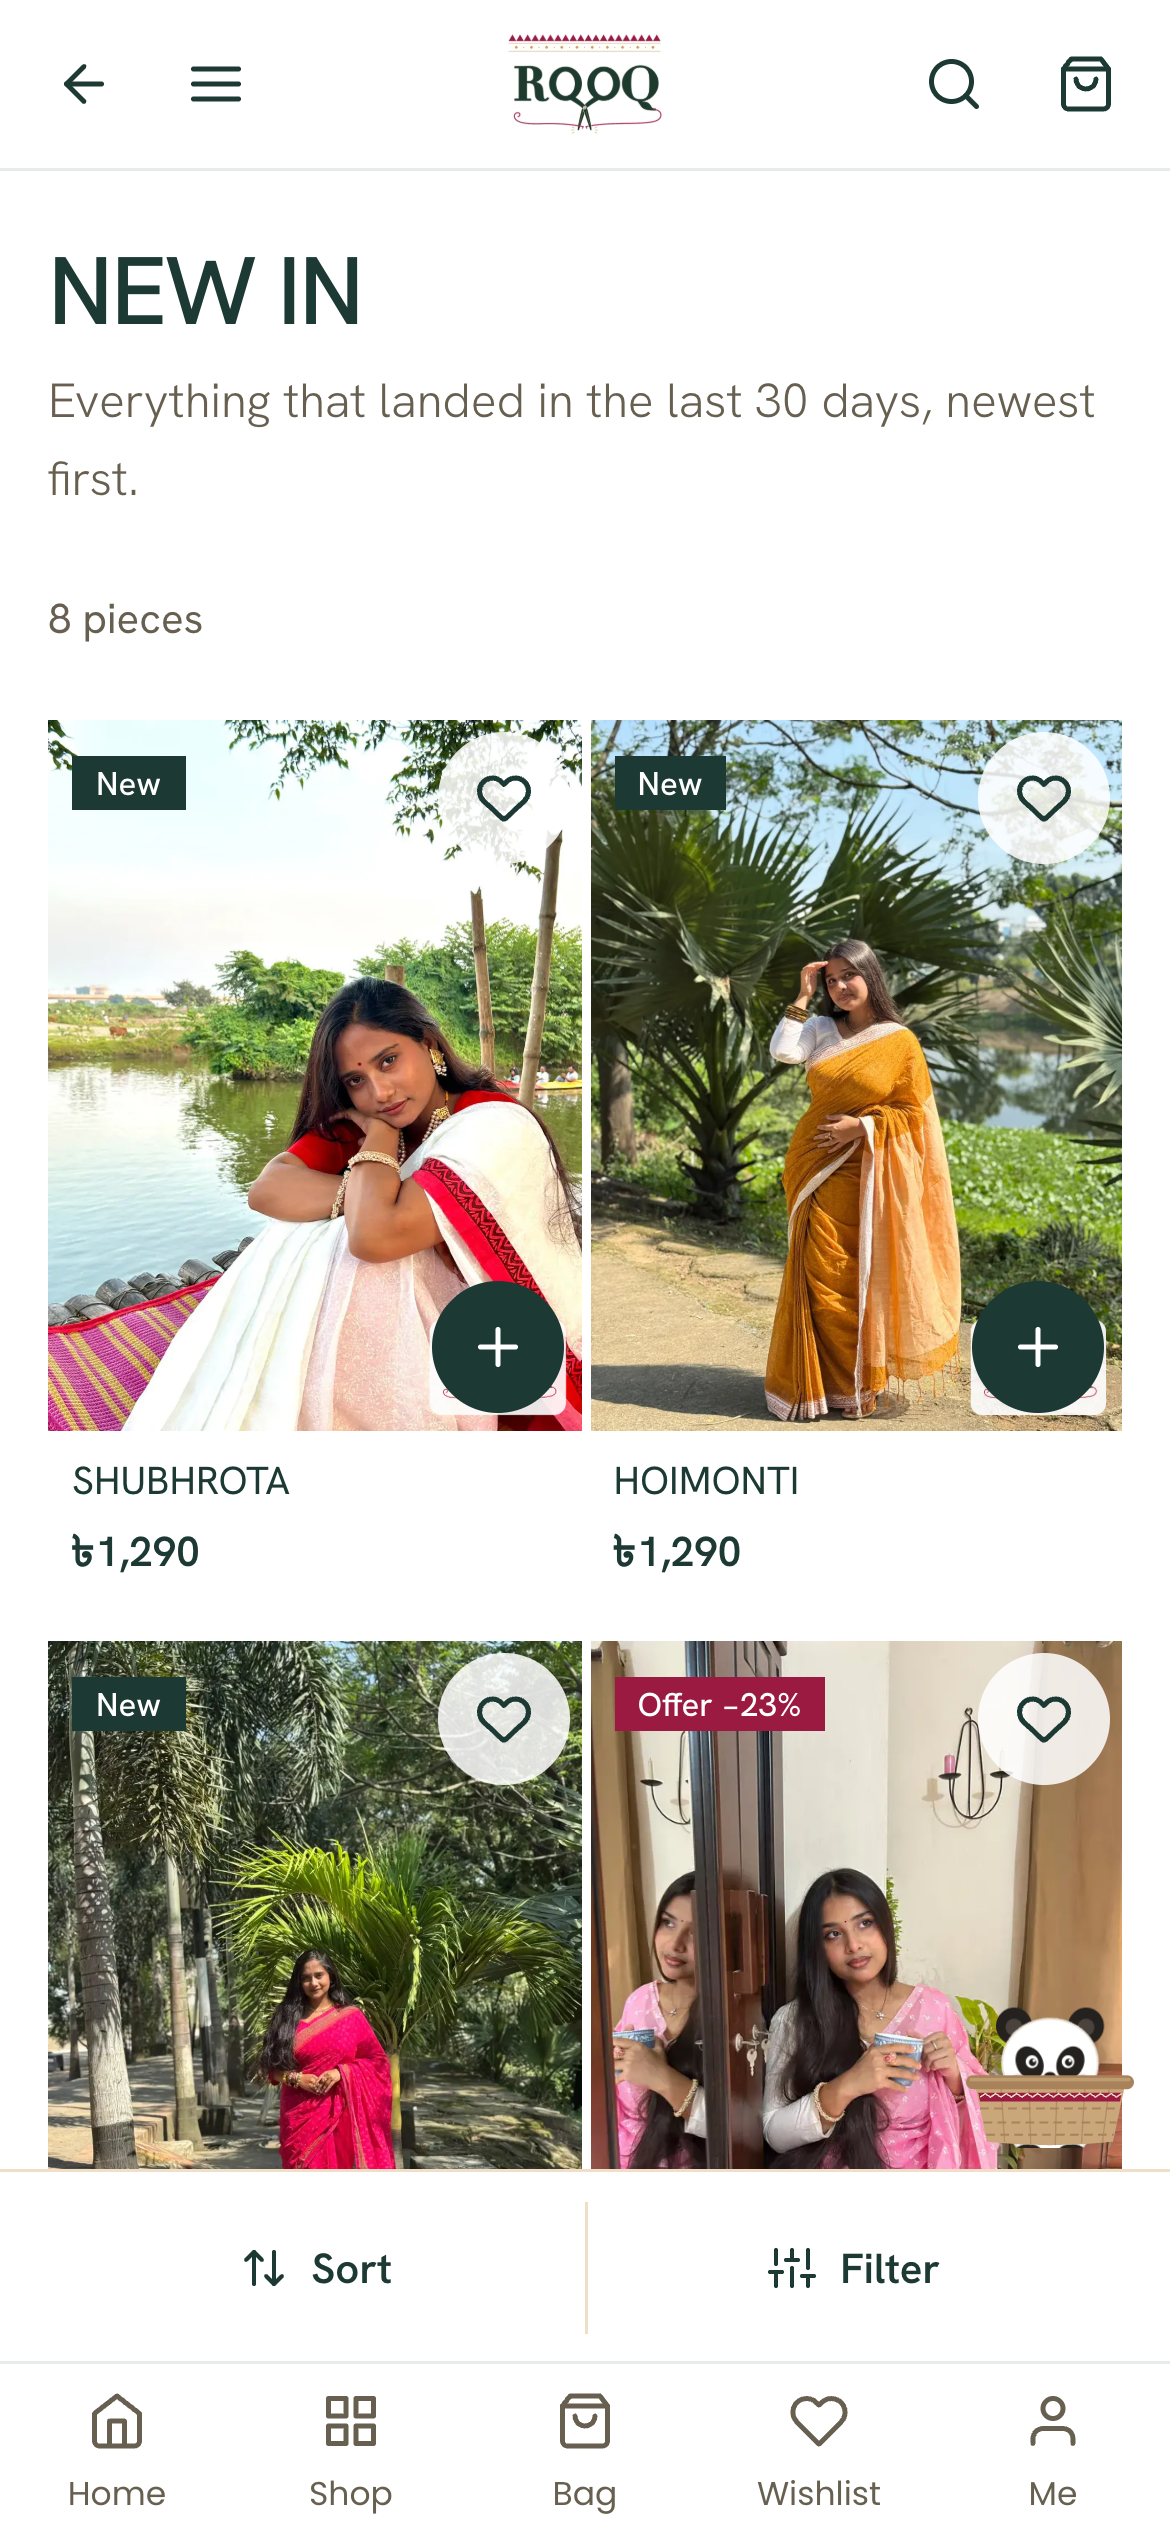 ROOQ
NEW IN
Everything that landed in the last 30 days, newest
first.
8 pieces
New
New
SHUBHROTA
HOIMONTI
৳1,290
৳1,290
New
Offer −23%
Sort
Filter
Home
Shop
Bag
Wishlist
Me